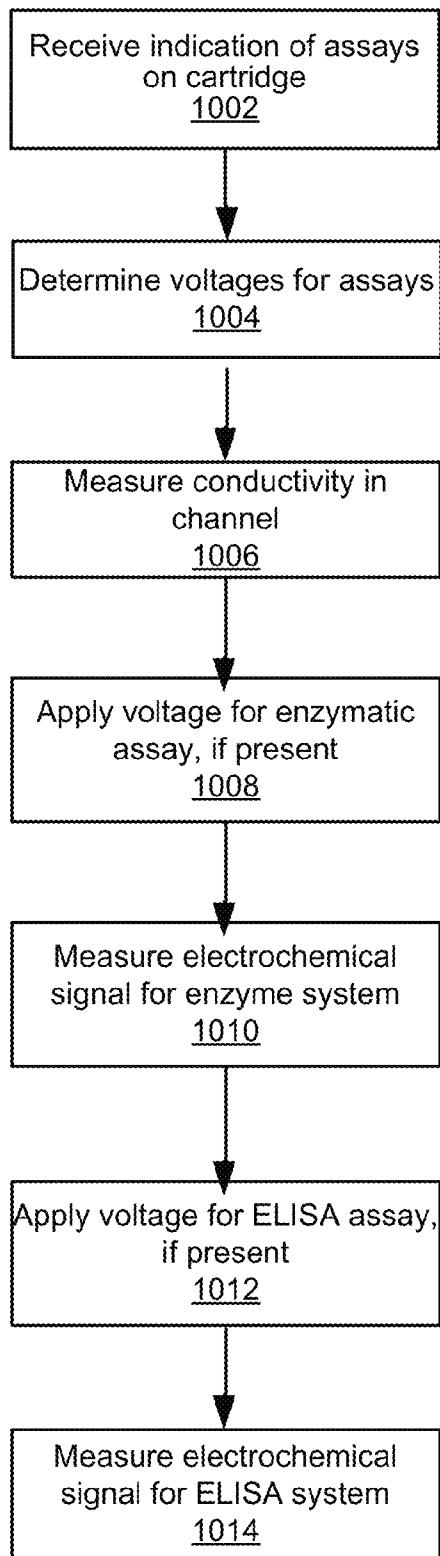 Receive indication of assays
on cartridge
1002
Determine voltages for assays
1004
Measure conductivity in
channel
1006
Apply voltage for enzymatic
assay, if present
1008
Measure electrochemical
signal for enzyme system
1010
Apply voltage for ELISA assay,
if present
1012
Measure electrochemical
signal for ELISA system
1014